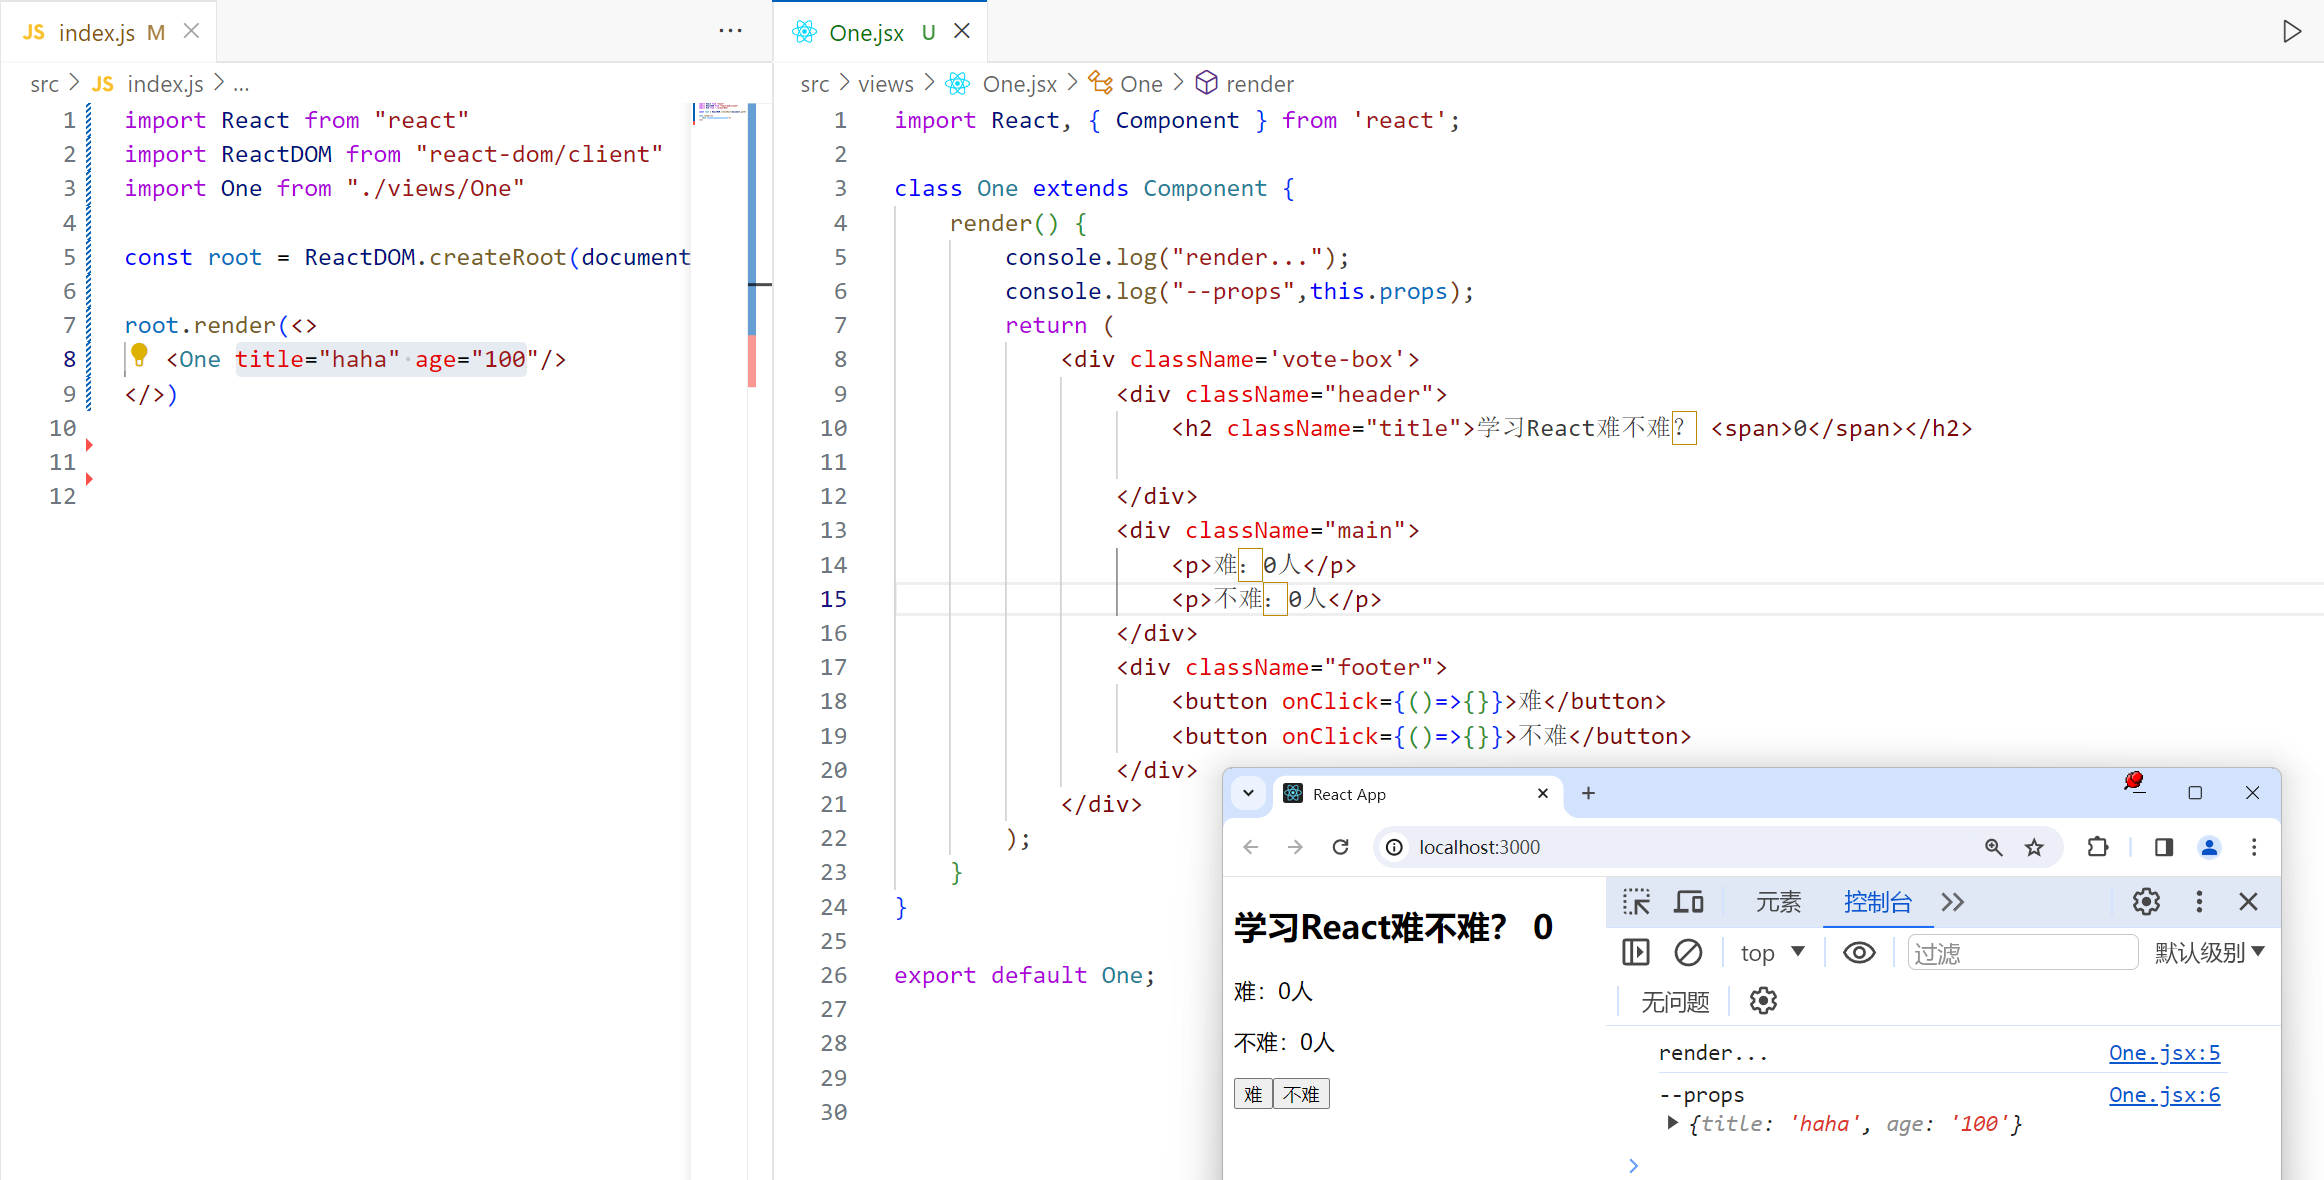 JS index.js M
src > JS index.js > ...
1 import React from "react"
2 import ReactDOM from "react-dom/client"
3 import One from "./views/One"
4
5 const root = ReactDOM.createRoot(document
6
7 root.render(<>
8 <One title="haha" age="100"/>
9 </>)
10
11
12
One.jsx U
src > views > One.jsx > One > render
1 import React, { Component } from 'react';
2
3 class One extends Component {
4 render() {
5 console.log("render...");
6 console.log("--props",this.props);
7 return (
8 <div className='vote-box'>
9 <div className="header">
10 <h2 className="title">学习React难不难？ <span>0</span></h2>
11
12 </div>
13 <div className="main">
14 <p>难：0人</p>
15 <p>不难：0人</p>
16 </div>
17 <div className="footer">
18 <button onClick={()=>{}}>难</button>
19 <button onClick={()=>{}}>不难</button>
20 </div>
21 </div>
22 );
23 }
24 }
25
26 export default One;
27
28
29
30
React App
localhost:3000
学习React难不难？ 0
难：0人
不难：0人
难 不难
元素 控制台
top 过滤 默认级别
无问题
render... One.jsx:5
--props One.jsx:6
{title: 'haha', age: '100'}